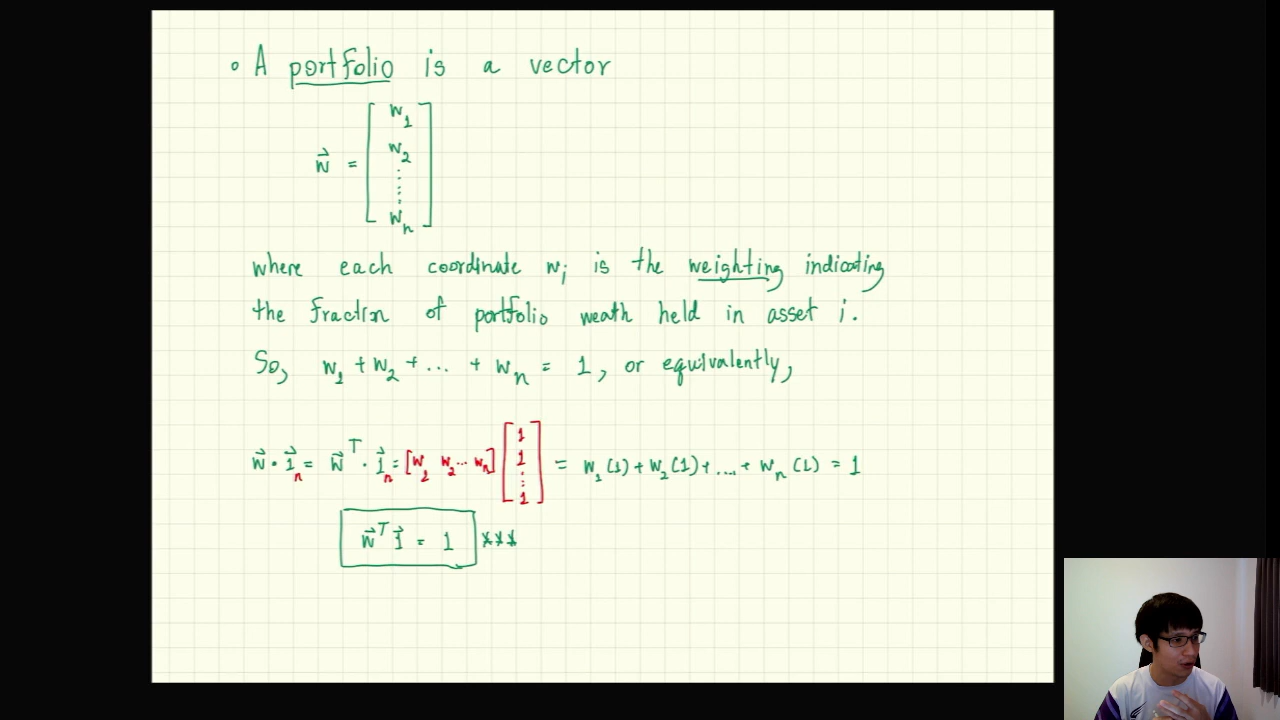 • A portfolio is a vector
w⃗ = [ w₁ w₂ ⋮ wₙ ]
where each coordinate wᵢ is the weighting indicating
the fraction of portfolio weath held in asset i.
So, w₁ + w₂ + ... + wₙ = 1, or equivalently,
w⃗ · 1⃗ₙ = w⃗ᵀ · 1⃗ₙ = [w₁ w₂ ... wₙ] [ 1 1 ⋮ 1 ] = w₁(1) + w₂(1) + ... + wₙ(1) = 1
w⃗ᵀ1⃗ = 1 ***